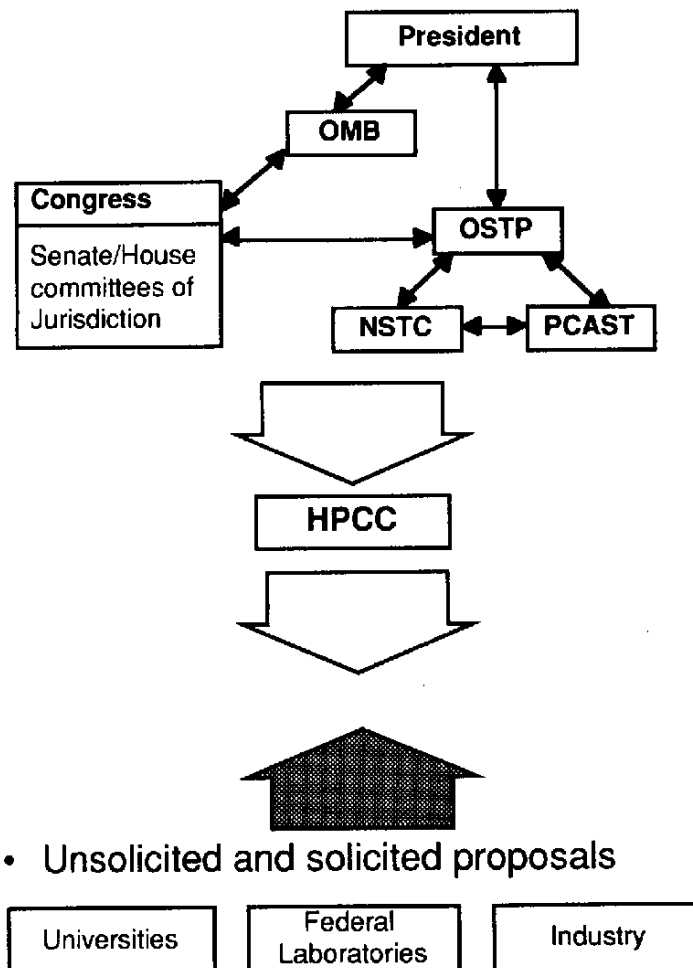 President
OMB
Congress
Senate/House
committees of
Jurisdiction
OSTP
NSTC
PCAST
HPCC
• Unsolicited and solicited proposals
Universities
Federal
Laboratories
Industry